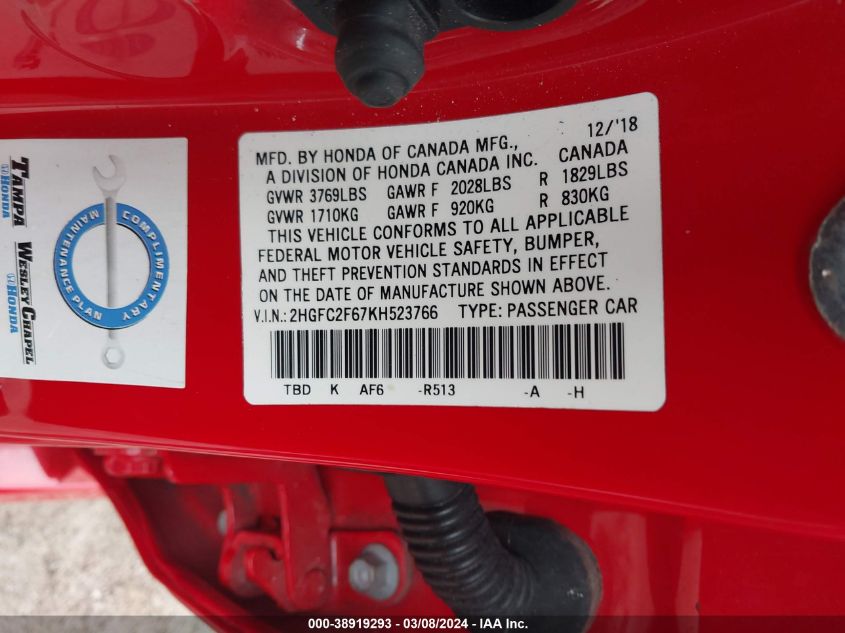 12/'18
MFD. BY HONDA OF CANADA MFG.,
A DIVISION OF HONDA CANADA INC. CANADA
GVWR 3769LBS GAWR F 2028LBS R 1829LBS
GVWR 1710KG GAWR F 920KG R 830KG
THIS VEHICLE CONFORMS TO ALL APPLICABLE
FEDERAL MOTOR VEHICLE SAFETY, BUMPER,
AND THEFT PREVENTION STANDARDS IN EFFECT
ON THE DATE OF MANUFACTURE SHOWN ABOVE.
V.I.N.: 2HGFC2F67KH523766 TYPE: PASSENGER CAR
TBD K AF6 -R513 -A -H
TAMPA
HONDA
WESLEY CHAPEL
HONDA
COMPLIMENTARY
MAINTENANCE PLAN
000-38919293 - 03/08/2024 - IAA Inc.